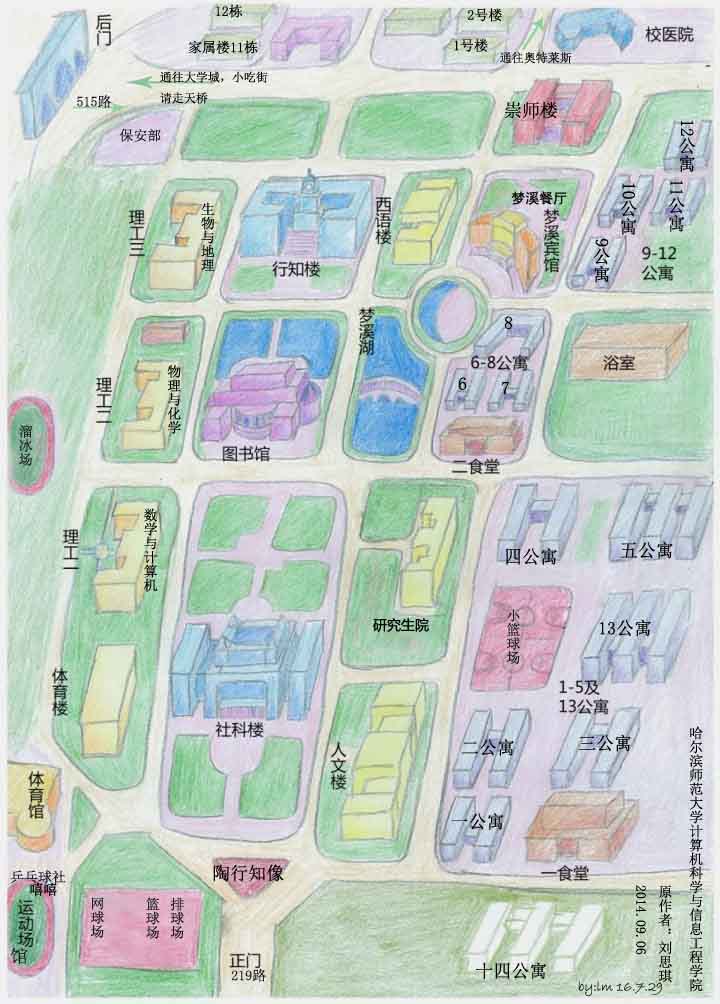 后门
12栋
家属楼11栋
2号楼
1号楼
校医院
通往奥特莱斯
通往大学城，小吃街
请走天桥
515路
保安部
崇师楼
12公寓
11公寓
10公寓
9公寓
9-12
公寓
理工三
生物与地理
行知楼
西语楼
梦溪餐厅
梦溪宾馆
梦溪湖
8
6-8公寓
6
7
浴室
理工二
物理与化学
图书馆
二食堂
溜冰场
理工一
数学与计算机
研究生院
四公寓
五公寓
小篮球场
13公寓
1-5及
13公寓
体育楼
社科楼
人文楼
二公寓
三公寓
一公寓
一食堂
体育馆
乒乓球社
嘻嘻
运动场馆
网球场
篮球场
排球场
陶行知像
正门
219路
十四公寓
哈尔滨师范大学计算机科学与信息工程学院
原作者：刘思琪
2014.09.06
by:lm 16.7.29